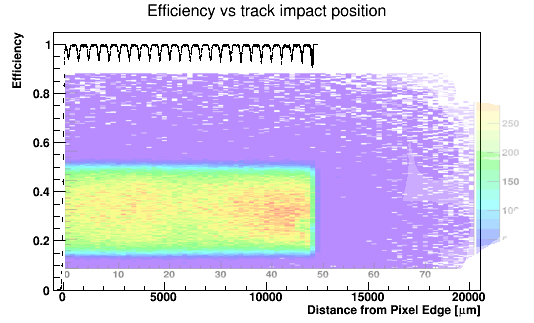 Efficiency vs track impact position
Efficiency
1
0.8
0.6
0.4
0.2
0
250
200
150
100
0 10 20 30 40 50 60 70
0 5000 10000 15000 20000
Distance from Pixel Edge [μm]